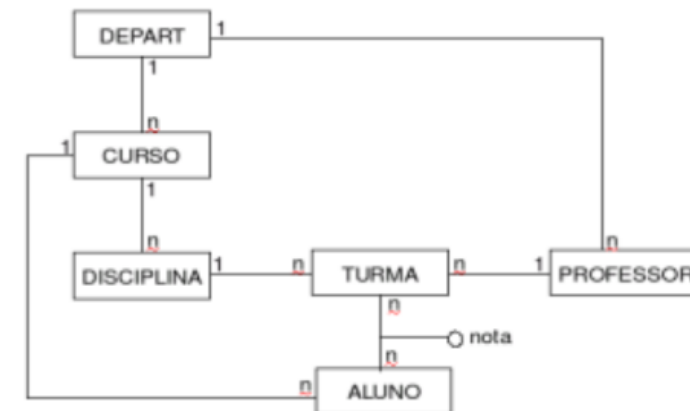 DEPART 1
1
n
1 CURSO
1
n n
DISCIPLINA 1 n TURMA n 1 PROFESSOR
n
nota
n
n ALUNO